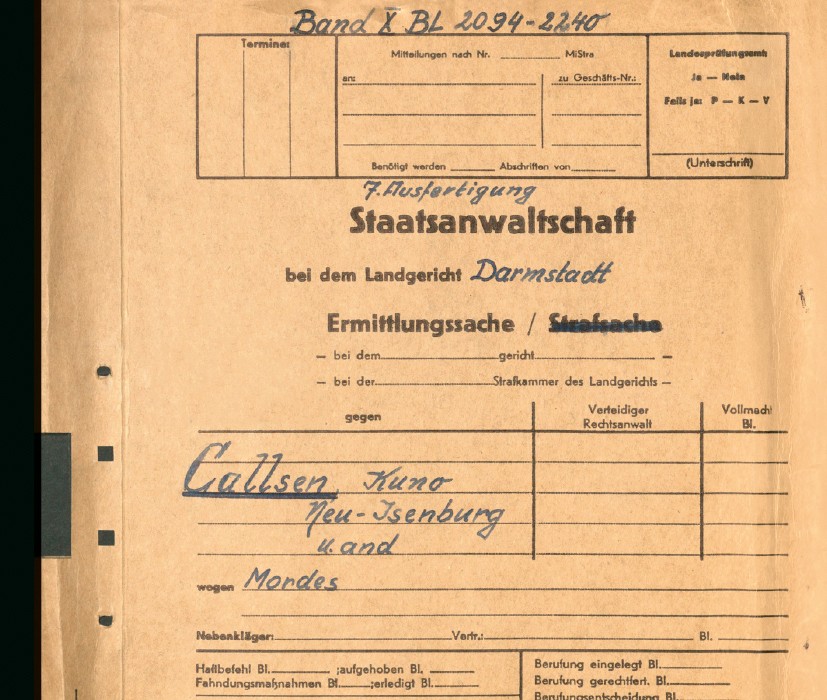 Band X Bl. 2094-2240
Termine:
Mitteilungen nach Nr. MiStra
an: zu Geschäfts-Nr.:
Benötigt werden Abschriften von
Landesprüfungsamt
Ja — Nein
Falls ja: P — K — V
(Unterschrift)
7. Ausfertigung
Staatsanwaltschaft
bei dem Landgericht Darmstadt
Ermittlungssache / Strafsache
— bei dem gericht —
— bei der Strafkammer des Landgerichts —
gegen
Verteidiger
Rechtsanwalt
Vollmacht
Bl.
Callsen, Kuno
Neu-Isenburg
u. and
wegen Mordes
Nebenkläger: Vertr.: Bl.
Haftbefehl Bl. ; aufgehoben Bl.
Fahndungsmaßnahmen Bl. ; erledigt Bl.
Berufung eingelegt Bl.
Berufung gerechtfert. Bl.
Berufungsentscheidung Bl.